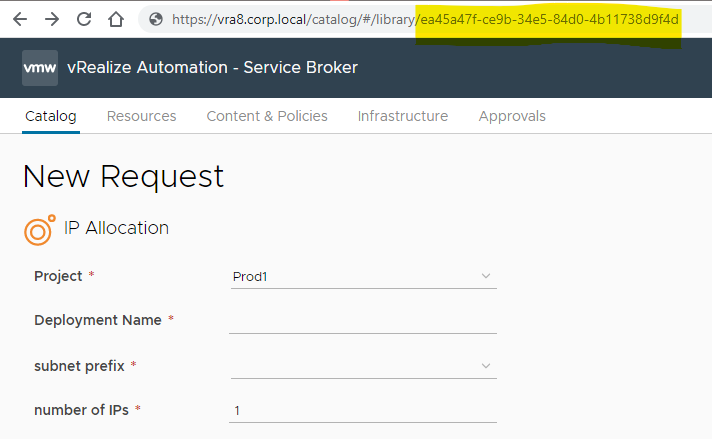 https://vra8.corp.local/catalog/#/library/ea45a47f-ce9b-34e5-84d0-4b11738d9f4d
vmw vRealize Automation - Service Broker
Catalog Resources Content & Policies Infrastructure Approvals
New Request
IP Allocation
Project * Prod1
Deployment Name *
subnet prefix *
number of IPs * 1